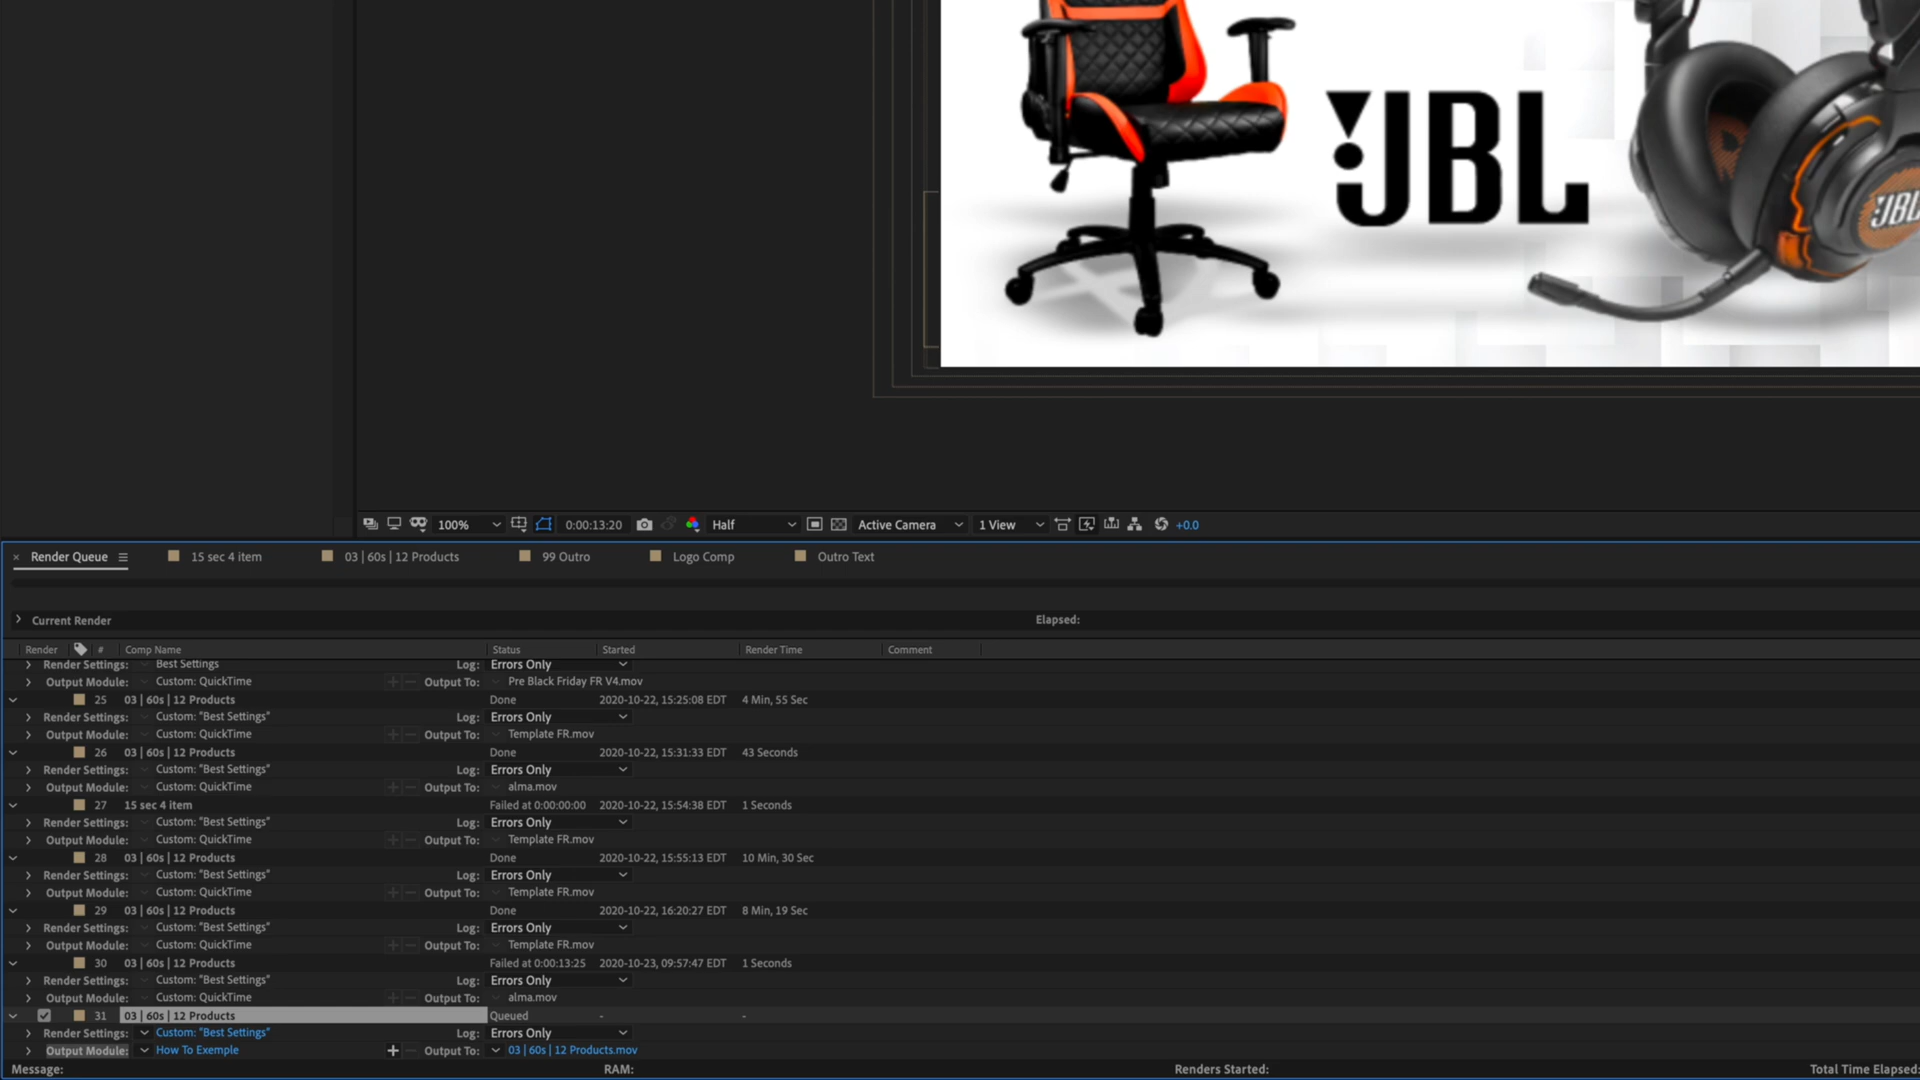 JBL
JBL
100%
0:00:13:20
Half
Active Camera
1 View
+0.0
× Render Queue
15 sec 4 item
03 | 60s | 12 Products
99 Outro
Logo Comp
Outro Text
Current Render
Elapsed:
Render # Comp Name Status Started Render Time Comment
Render Settings: Best Settings Log: Errors Only
Output Module: Custom: QuickTime Output To: Pre Black Friday FR V4.mov
25 03 | 60s | 12 Products Done 2020-10-22, 15:25:08 EDT 4 Min, 55 Sec
Render Settings: Custom: "Best Settings" Log: Errors Only
Output Module: Custom: QuickTime + − Output To: Template FR.mov
26 03 | 60s | 12 Products Done 2020-10-22, 15:31:33 EDT 43 Seconds
Render Settings: Custom: "Best Settings" Log: Errors Only
Output Module: Custom: QuickTime + − Output To: alma.mov
27 15 sec 4 item Failed at 0:00:00:00 2020-10-22, 15:54:38 EDT 1 Seconds
Render Settings: Custom: "Best Settings" Log: Errors Only
Output Module: Custom: QuickTime + − Output To: Template FR.mov
28 03 | 60s | 12 Products Done 2020-10-22, 15:55:13 EDT 10 Min, 30 Sec
Render Settings: Custom: "Best Settings" Log: Errors Only
Output Module: Custom: QuickTime + − Output To: Template FR.mov
29 03 | 60s | 12 Products Done 2020-10-22, 16:20:27 EDT 8 Min, 19 Sec
Render Settings: Custom: "Best Settings" Log: Errors Only
Output Module: Custom: QuickTime + − Output To: Template FR.mov
30 03 | 60s | 12 Products Failed at 0:00:13:25 2020-10-23, 09:57:47 EDT 1 Seconds
Render Settings: Custom: "Best Settings" Log: Errors Only
Output Module: Custom: QuickTime + − Output To: alma.mov
31 03 | 60s | 12 Products Queued - -
Render Settings: Custom: "Best Settings" Log: Errors Only
Output Module: How To Exemple + − Output To: 03 | 60s | 12 Products.mov
Message: RAM: Renders Started: Total Time Elapsed: